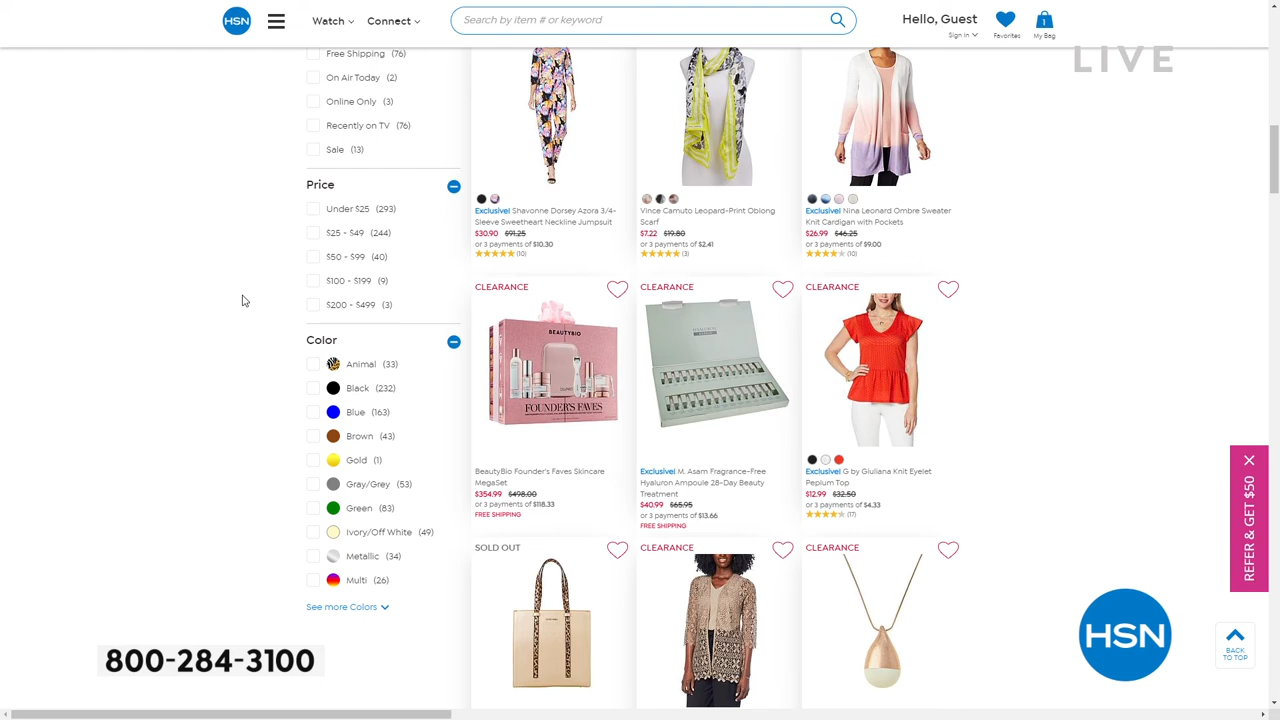 HSN
Watch
Connect
Search by item # or keyword
Hello, Guest
Sign In
Favorites
1
My Bag
LIVE
Free Shipping (76)
On Air Today (2)
Online Only (3)
Recently on TV (76)
Sale (13)
Price
Under $25 (293)
$25 - $49 (244)
$50 - $99 (40)
$100 - $199 (9)
$200 - $499 (3)
Color
Animal (33)
Black (232)
Blue (163)
Brown (43)
Gold (1)
Gray/Grey (53)
Green (83)
Ivory/Off White (49)
Metallic (34)
Multi (26)
See more Colors
Exclusive! Shavonne Dorsey Azora 3/4-
Sleeve Sweetheart Neckline Jumpsuit
$30.90 $91.25
or 3 payments of $10.30
(10)
Vince Camuto Leopard-Print Oblong
Scarf
$7.22 $19.80
or 3 payments of $2.41
(3)
Exclusive! Nina Leonard Ombre Sweater
Knit Cardigan with Pockets
$26.99 $46.25
or 3 payments of $9.00
(10)
CLEARANCE
BEAUTYBIO
FOUNDER'S FAVES
BeautyBio Founder's Faves Skincare
MegaSet
$354.99 $498.00
or 3 payments of $118.33
FREE SHIPPING
CLEARANCE
Exclusive! M. Asam Fragrance-Free
Hyaluron Ampoule 28-Day Beauty
Treatment
$40.99 $65.95
or 3 payments of $13.66
FREE SHIPPING
CLEARANCE
Exclusive! G by Giuliana Knit Eyelet
Peplum Top
$12.99 $32.50
or 3 payments of $4.33
(17)
SOLD OUT
CLEARANCE
CLEARANCE
REFER & GET $50
HSN
BACK
TO TOP
800-284-3100